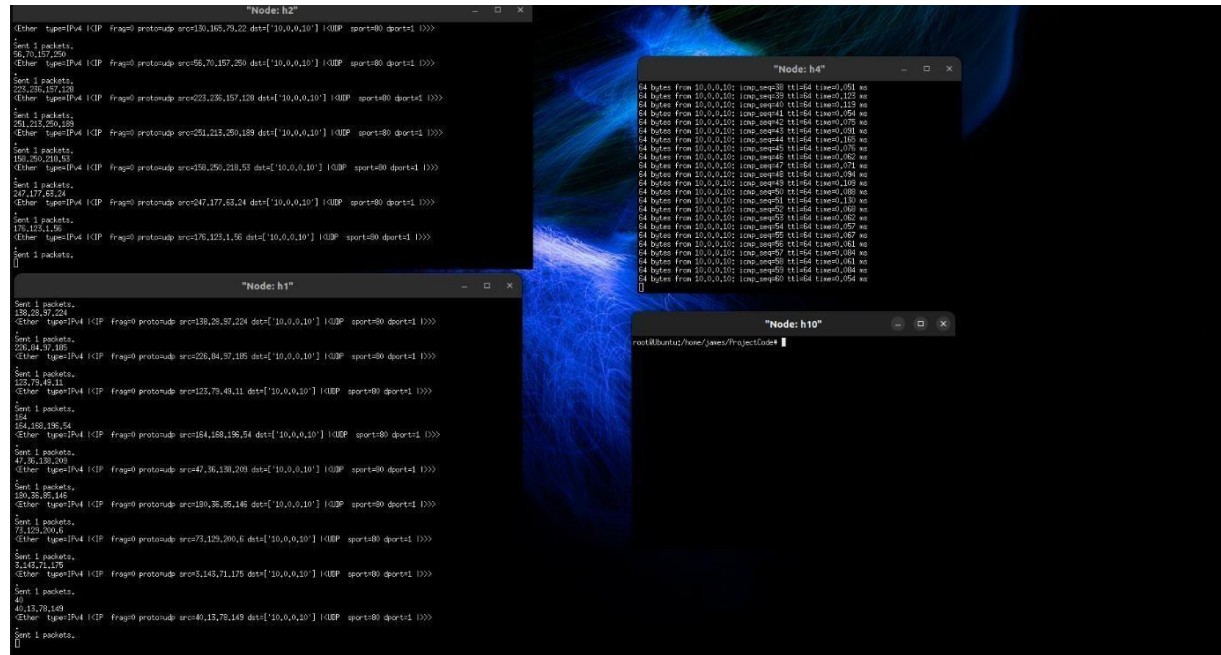 "Node: h2"
<Ether  type=IPv4 |<IP  frag=0 proto=udp src=130.165.79.22 dst=['10.0.0.10'] |<UDP  sport=80 dport=1 |>>>
.
Sent 1 packets.
56.70.157.250
<Ether  type=IPv4 |<IP  frag=0 proto=udp src=56.70.157.250 dst=['10.0.0.10'] |<UDP  sport=80 dport=1 |>>>
.
Sent 1 packets.
223.236.157.128
<Ether  type=IPv4 |<IP  frag=0 proto=udp src=223.236.157.128 dst=['10.0.0.10'] |<UDP  sport=80 dport=1 |>>>
.
Sent 1 packets.
251.213.250.189
<Ether  type=IPv4 |<IP  frag=0 proto=udp src=251.213.250.189 dst=['10.0.0.10'] |<UDP  sport=80 dport=1 |>>>
.
Sent 1 packets.
158.250.218.53
<Ether  type=IPv4 |<IP  frag=0 proto=udp src=158.250.218.53 dst=['10.0.0.10'] |<UDP  sport=80 dport=1 |>>>
.
Sent 1 packets.
247.177.63.24
<Ether  type=IPv4 |<IP  frag=0 proto=udp src=247.177.63.24 dst=['10.0.0.10'] |<UDP  sport=80 dport=1 |>>>
.
Sent 1 packets.
176.123.1.56
<Ether  type=IPv4 |<IP  frag=0 proto=udp src=176.123.1.56 dst=['10.0.0.10'] |<UDP  sport=80 dport=1 |>>>
.
Sent 1 packets.
"Node: h1"
Sent 1 packets.
138.28.97.224
<Ether  type=IPv4 |<IP  frag=0 proto=udp src=138.28.97.224 dst=['10.0.0.10'] |<UDP  sport=80 dport=1 |>>>
.
Sent 1 packets.
226.84.97.185
<Ether  type=IPv4 |<IP  frag=0 proto=udp src=226.84.97.185 dst=['10.0.0.10'] |<UDP  sport=80 dport=1 |>>>
.
Sent 1 packets.
123.79.49.11
<Ether  type=IPv4 |<IP  frag=0 proto=udp src=123.79.49.11 dst=['10.0.0.10'] |<UDP  sport=80 dport=1 |>>>
.
Sent 1 packets.
164
164.168.196.54
<Ether  type=IPv4 |<IP  frag=0 proto=udp src=164.168.196.54 dst=['10.0.0.10'] |<UDP  sport=80 dport=1 |>>>
.
Sent 1 packets.
47.36.138.209
<Ether  type=IPv4 |<IP  frag=0 proto=udp src=47.36.138.209 dst=['10.0.0.10'] |<UDP  sport=80 dport=1 |>>>
.
Sent 1 packets.
180.36.85.146
<Ether  type=IPv4 |<IP  frag=0 proto=udp src=180.36.85.146 dst=['10.0.0.10'] |<UDP  sport=80 dport=1 |>>>
.
Sent 1 packets.
73.129.200.6
<Ether  type=IPv4 |<IP  frag=0 proto=udp src=73.129.200.6 dst=['10.0.0.10'] |<UDP  sport=80 dport=1 |>>>
.
Sent 1 packets.
3.143.71.175
<Ether  type=IPv4 |<IP  frag=0 proto=udp src=3.143.71.175 dst=['10.0.0.10'] |<UDP  sport=80 dport=1 |>>>
.
Sent 1 packets.
40
40.13.78.149
<Ether  type=IPv4 |<IP  frag=0 proto=udp src=40.13.78.149 dst=['10.0.0.10'] |<UDP  sport=80 dport=1 |>>>
.
Sent 1 packets.
"Node: h4"
64 bytes from 10.0.0.10: icmp_seq=38 ttl=64 time=0.051 ms
64 bytes from 10.0.0.10: icmp_seq=39 ttl=64 time=0.123 ms
64 bytes from 10.0.0.10: icmp_seq=40 ttl=64 time=0.119 ms
64 bytes from 10.0.0.10: icmp_seq=41 ttl=64 time=0.054 ms
64 bytes from 10.0.0.10: icmp_seq=42 ttl=64 time=0.075 ms
64 bytes from 10.0.0.10: icmp_seq=43 ttl=64 time=0.091 ms
64 bytes from 10.0.0.10: icmp_seq=44 ttl=64 time=0.165 ms
64 bytes from 10.0.0.10: icmp_seq=45 ttl=64 time=0.076 ms
64 bytes from 10.0.0.10: icmp_seq=46 ttl=64 time=0.062 ms
64 bytes from 10.0.0.10: icmp_seq=47 ttl=64 time=0.071 ms
64 bytes from 10.0.0.10: icmp_seq=48 ttl=64 time=0.094 ms
64 bytes from 10.0.0.10: icmp_seq=49 ttl=64 time=0.109 ms
64 bytes from 10.0.0.10: icmp_seq=50 ttl=64 time=0.088 ms
64 bytes from 10.0.0.10: icmp_seq=51 ttl=64 time=0.130 ms
64 bytes from 10.0.0.10: icmp_seq=52 ttl=64 time=0.068 ms
64 bytes from 10.0.0.10: icmp_seq=53 ttl=64 time=0.062 ms
64 bytes from 10.0.0.10: icmp_seq=54 ttl=64 time=0.057 ms
64 bytes from 10.0.0.10: icmp_seq=55 ttl=64 time=0.067 ms
64 bytes from 10.0.0.10: icmp_seq=56 ttl=64 time=0.061 ms
64 bytes from 10.0.0.10: icmp_seq=57 ttl=64 time=0.084 ms
64 bytes from 10.0.0.10: icmp_seq=58 ttl=64 time=0.061 ms
64 bytes from 10.0.0.10: icmp_seq=59 ttl=64 time=0.084 ms
64 bytes from 10.0.0.10: icmp_seq=60 ttl=64 time=0.054 ms
"Node: h10"
root@Ubuntu:/home/james/ProjectCode#